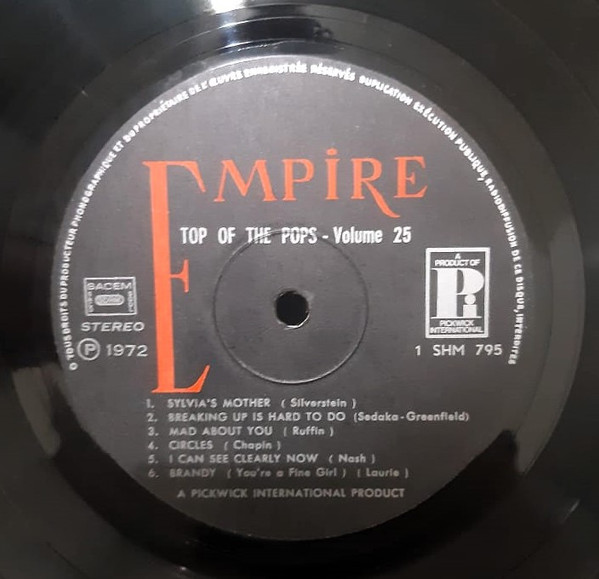 © TOUS DROITS DU PRODUCTEUR PHONOGRAPHIQUE ET DU PROPRIÉTAIRE DE L'ŒUVRE ENREGISTRÉE RÉSERVÉS DUPLICATION EXÉCUTION PUBLIQUE, RADIODIFFUSION DE CE DISQUE, INTERDITES
EMPIRE
TOP OF THE POPS - Volume 25
SACEM
STEREO
℗ 1972
A
PRODUCT OF
Pi
PICKWICK
INTERNATIONAL
1 SHM 795
1. SYLVIA'S MOTHER ( Silverstein )
2. BREAKING UP IS HARD TO DO (Sedaka-Greenfield)
3. MAD ABOUT YOU ( Ruffin )
4. CIRCLES ( Chapin )
5. I CAN SEE CLEARLY NOW ( Nash )
6. BRANDY ( You're a Fine Girl ) ( Laurie )
A PICKWICK INTERNATIONAL PRODUCT